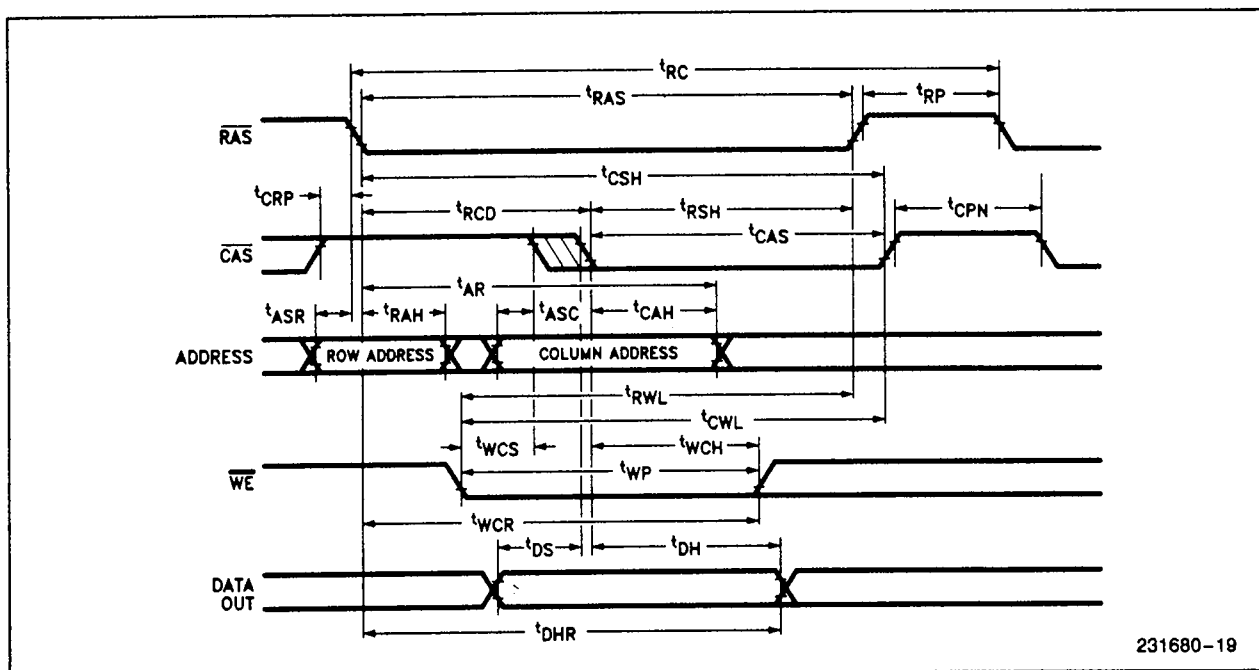 tRC
tRAS
tRP
RAS
tCSH
tCRP
tRCD
tRSH
tCPN
tCAS
CAS
tAR
tASR
tRAH
tASC
tCAH
ADDRESS
ROW ADDRESS
COLUMN ADDRESS
tRWL
tCWL
tWCS
tWCH
tWP
WE
tWCR
tDS
tDH
DATA
OUT
tDHR
231680-19